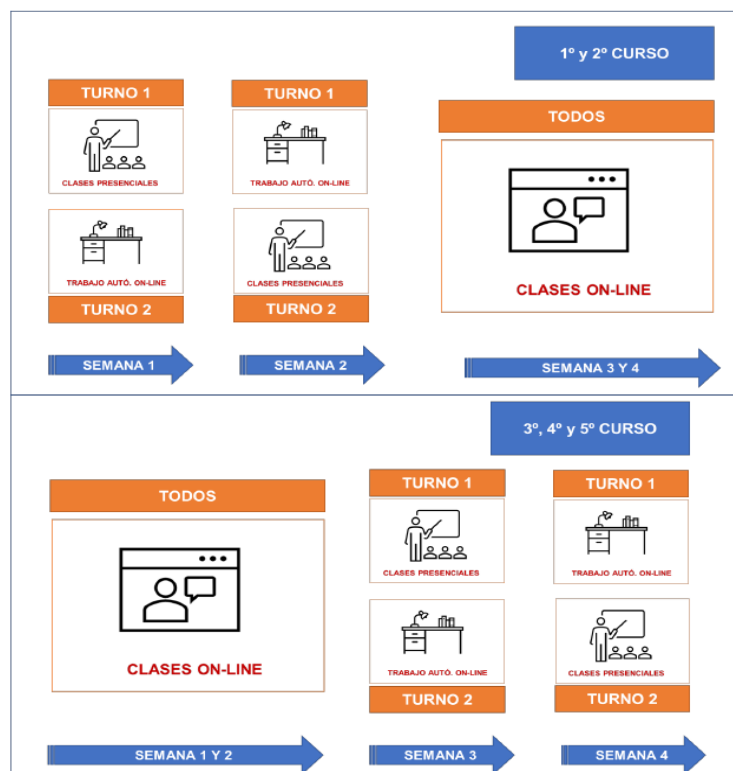 1º y 2º CURSO
TURNO 1
TURNO 1
TODOS
CLASES PRESENCIALES
TRABAJO AUTÓ. ON-LINE
TRABAJO AUTÓ. ON-LINE
CLASES PRESENCIALES
CLASES ON-LINE
TURNO 2
TURNO 2
SEMANA 1
SEMANA 2
SEMANA 3 Y 4
3º, 4º y 5º CURSO
TODOS
TURNO 1
TURNO 1
CLASES PRESENCIALES
TRABAJO AUTÓ. ON-LINE
CLASES ON-LINE
TRABAJO AUTÓ. ON-LINE
CLASES PRESENCIALES
TURNO 2
TURNO 2
SEMANA 1 Y 2
SEMANA 3
SEMANA 4